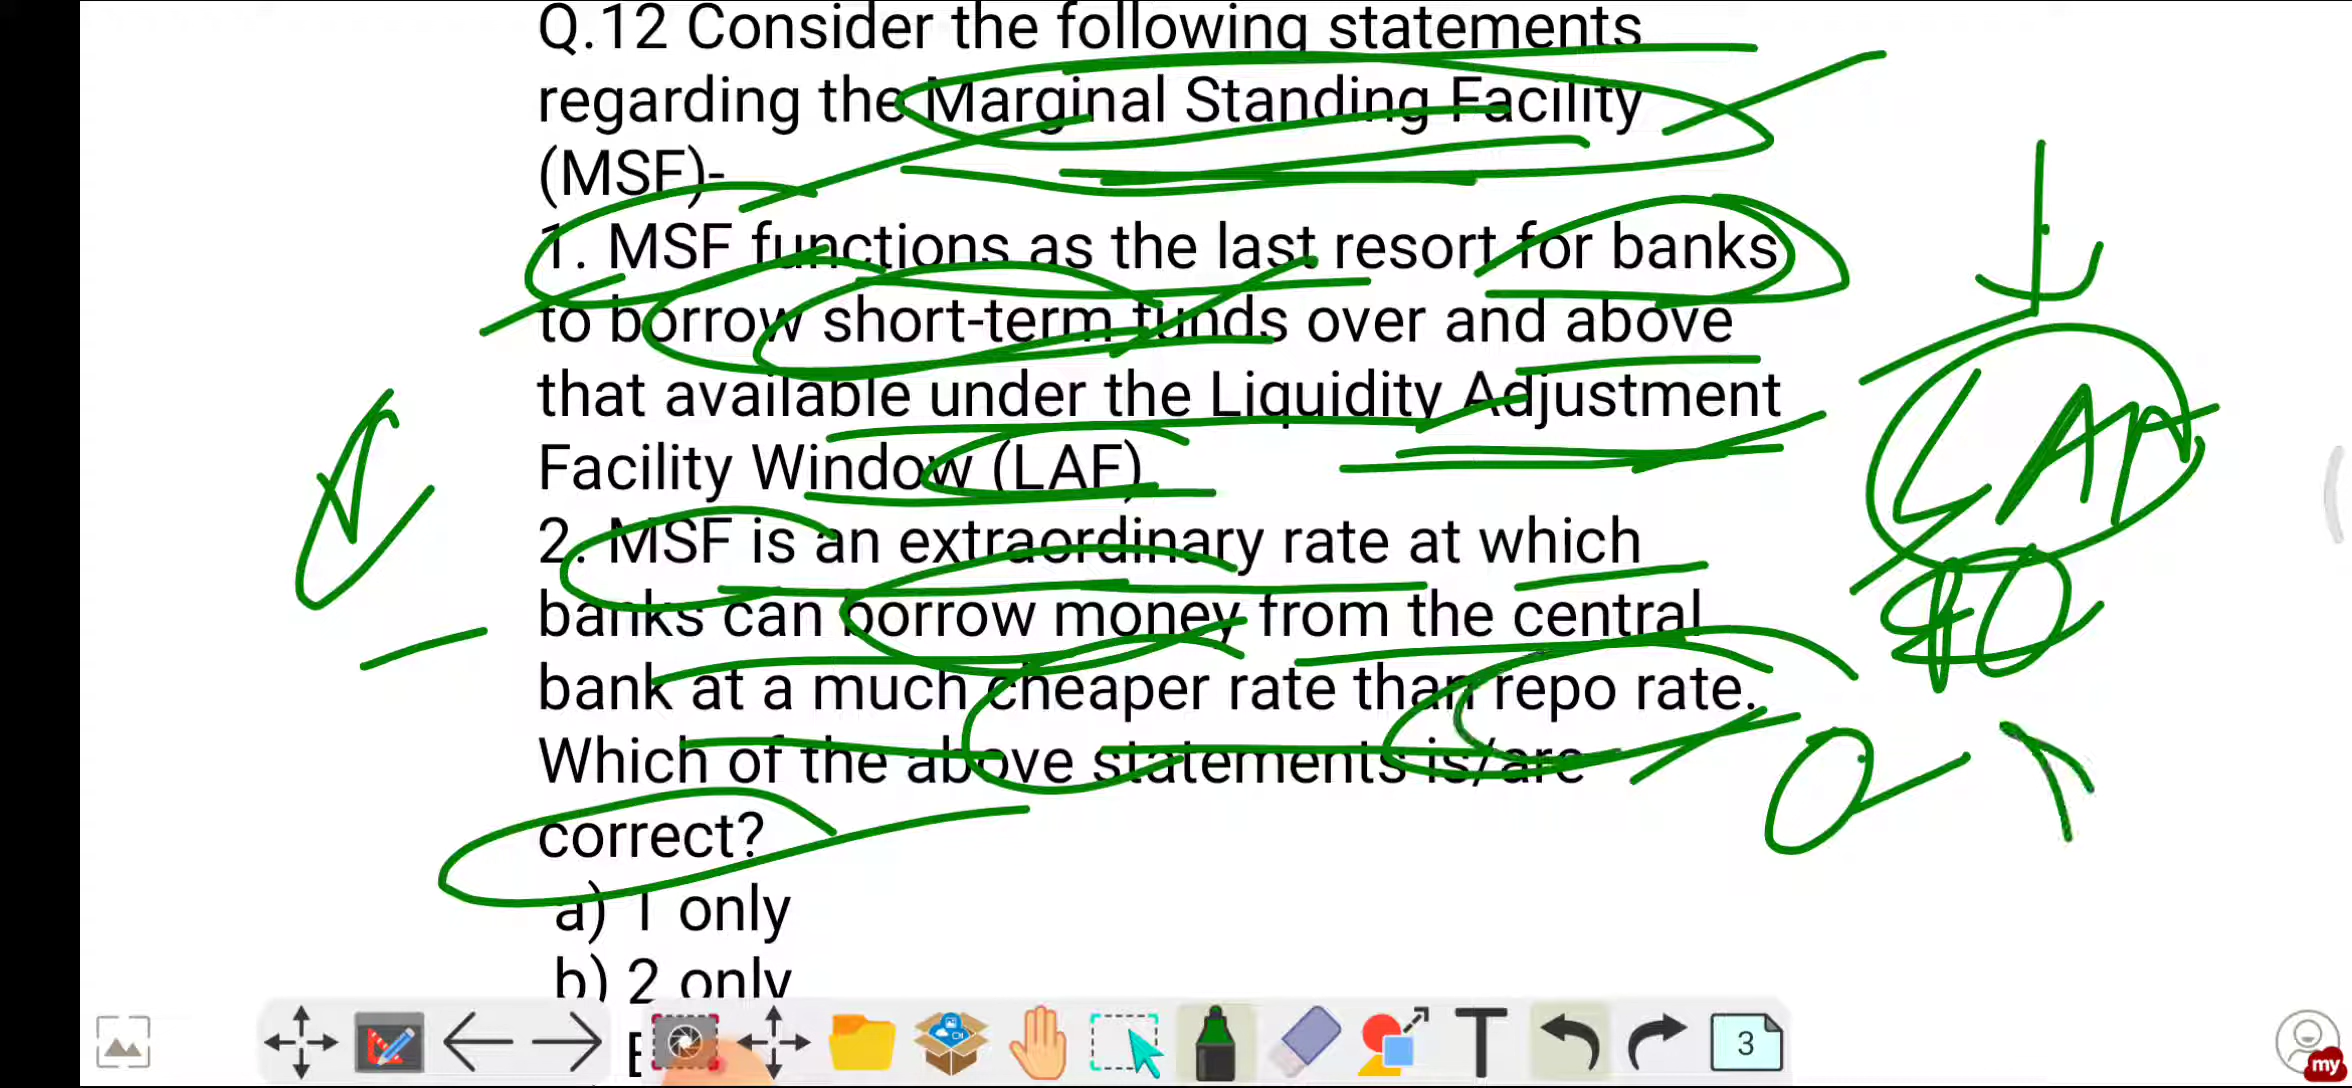 Q.12 Consider the following statements
regarding the Marginal Standing Facility
(MSF)-
1. MSF functions as the last resort for banks
to borrow short-term funds over and above
that available under the Liquidity Adjustment
Facility Window (LAF)
2. MSF is an extraordinary rate at which
banks can borrow money from the central
bank at a much cheaper rate than repo rate.
Which of the above statements is/are
correct?
a) 1 only
b) 2 only
T
3
my